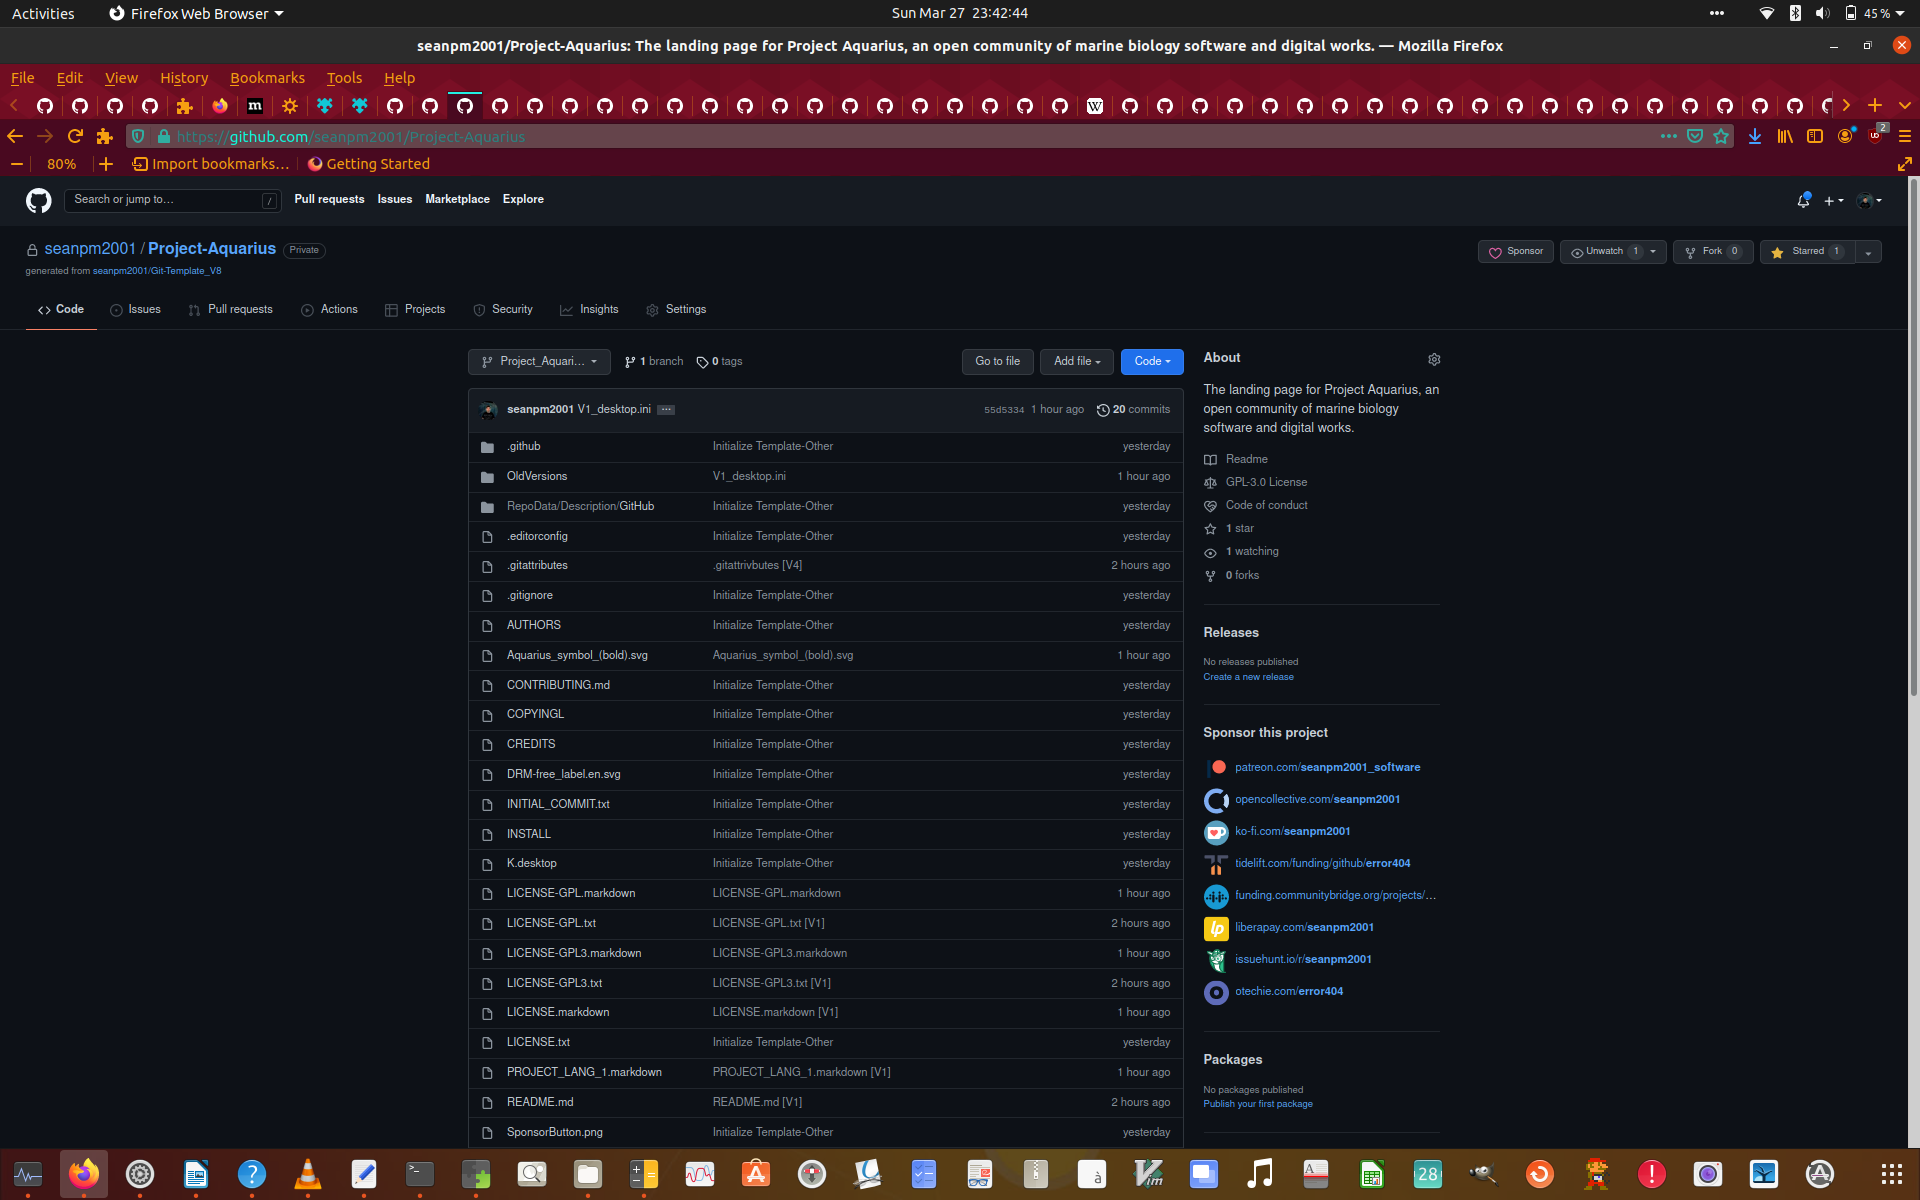 Activities
Firefox Web Browser
Sun Mar 27 23:42:44
45 %
seanpm2001/Project-Aquarius: The landing page for Project Aquarius, an open community of marine biology software and digital works. — Mozilla Firefox
File Edit View History Bookmarks Tools Help
m
W
https://github.com/seanpm2001/Project-Aquarius
2
80%
Import bookmarks…
Getting Started
Search or jump to…
/
Pull requests Issues Marketplace Explore
seanpm2001 / Project-Aquarius
Private
Sponsor
Unwatch 1
Fork 0
Starred 1
generated from seanpm2001/Git-Template_V8
Code
Issues
Pull requests
Actions
Projects
Security
Insights
Settings
Project_Aquari…
1 branch
0 tags
Go to file
Add file
Code
seanpm2001 V1_desktop.ini
55d5334 1 hour ago
20 commits
.github Initialize Template-Other yesterday
OldVersions V1_desktop.ini 1 hour ago
RepoData/Description/GitHub Initialize Template-Other yesterday
.editorconfig Initialize Template-Other yesterday
.gitattributes .gitattrivbutes [V4] 2 hours ago
.gitignore Initialize Template-Other yesterday
AUTHORS Initialize Template-Other yesterday
Aquarius_symbol_(bold).svg Aquarius_symbol_(bold).svg 1 hour ago
CONTRIBUTING.md Initialize Template-Other yesterday
COPYINGL Initialize Template-Other yesterday
CREDITS Initialize Template-Other yesterday
DRM-free_label.en.svg Initialize Template-Other yesterday
INITIAL_COMMIT.txt Initialize Template-Other yesterday
INSTALL Initialize Template-Other yesterday
K.desktop Initialize Template-Other yesterday
LICENSE-GPL.markdown LICENSE-GPL.markdown 1 hour ago
LICENSE-GPL.txt LICENSE-GPL.txt [V1] 2 hours ago
LICENSE-GPL3.markdown LICENSE-GPL3.markdown 1 hour ago
LICENSE-GPL3.txt LICENSE-GPL3.txt [V1] 2 hours ago
LICENSE.markdown LICENSE.markdown [V1] 1 hour ago
LICENSE.txt Initialize Template-Other yesterday
PROJECT_LANG_1.markdown PROJECT_LANG_1.markdown [V1] 1 hour ago
README.md README.md [V1] 2 hours ago
SponsorButton.png Initialize Template-Other yesterday
About
The landing page for Project Aquarius, an
open community of marine biology
software and digital works.
Readme
GPL-3.0 License
Code of conduct
1 star
1 watching
0 forks
Releases
No releases published
Create a new release
Sponsor this project
patreon.com/seanpm2001_software
opencollective.com/seanpm2001
ko-fi.com/seanpm2001
tidelift.com/funding/github/error404
funding.communitybridge.org/projects/…
lp
liberapay.com/seanpm2001
issuehunt.io/r/seanpm2001
otechie.com/error404
Packages
No packages published
Publish your first package
?
>_
à
Vim
28